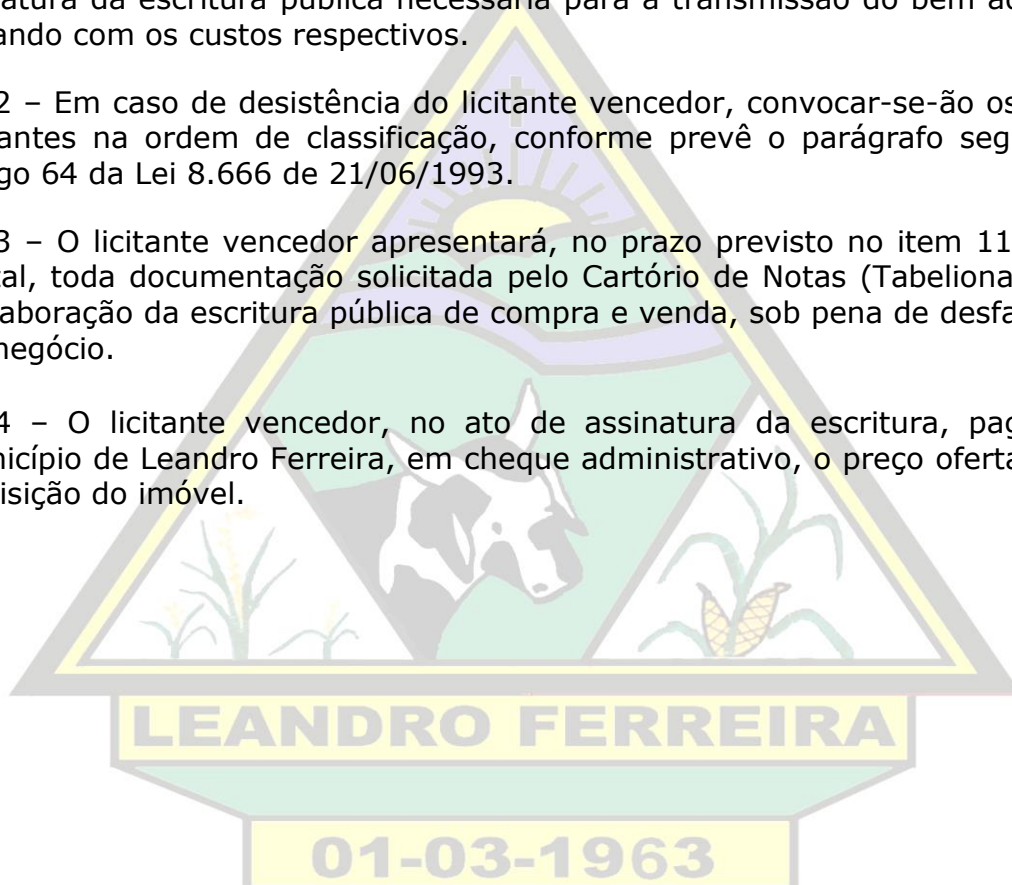 atura da escritura pública necessária para a transmissão do bem ad
ando com os custos respectivos.
2 – Em caso de desistência do licitante vencedor, convocar-se-ão os
antes na ordem de classificação, conforme prevê o parágrafo seg
go 64 da Lei 8.666 de 21/06/1993.
3 – O licitante vencedor apresentará, no prazo previsto no item 11
tal, toda documentação solicitada pelo Cartório de Notas (Tabeliona
laboração da escritura pública de compra e venda, sob pena de desfa
negócio.
4 – O licitante vencedor, no ato de assinatura da escritura, pag
nicípio de Leandro Ferreira, em cheque administrativo, o preço oferta
isição do imóvel.
LEANDRO FERREIRA
01-03-1963